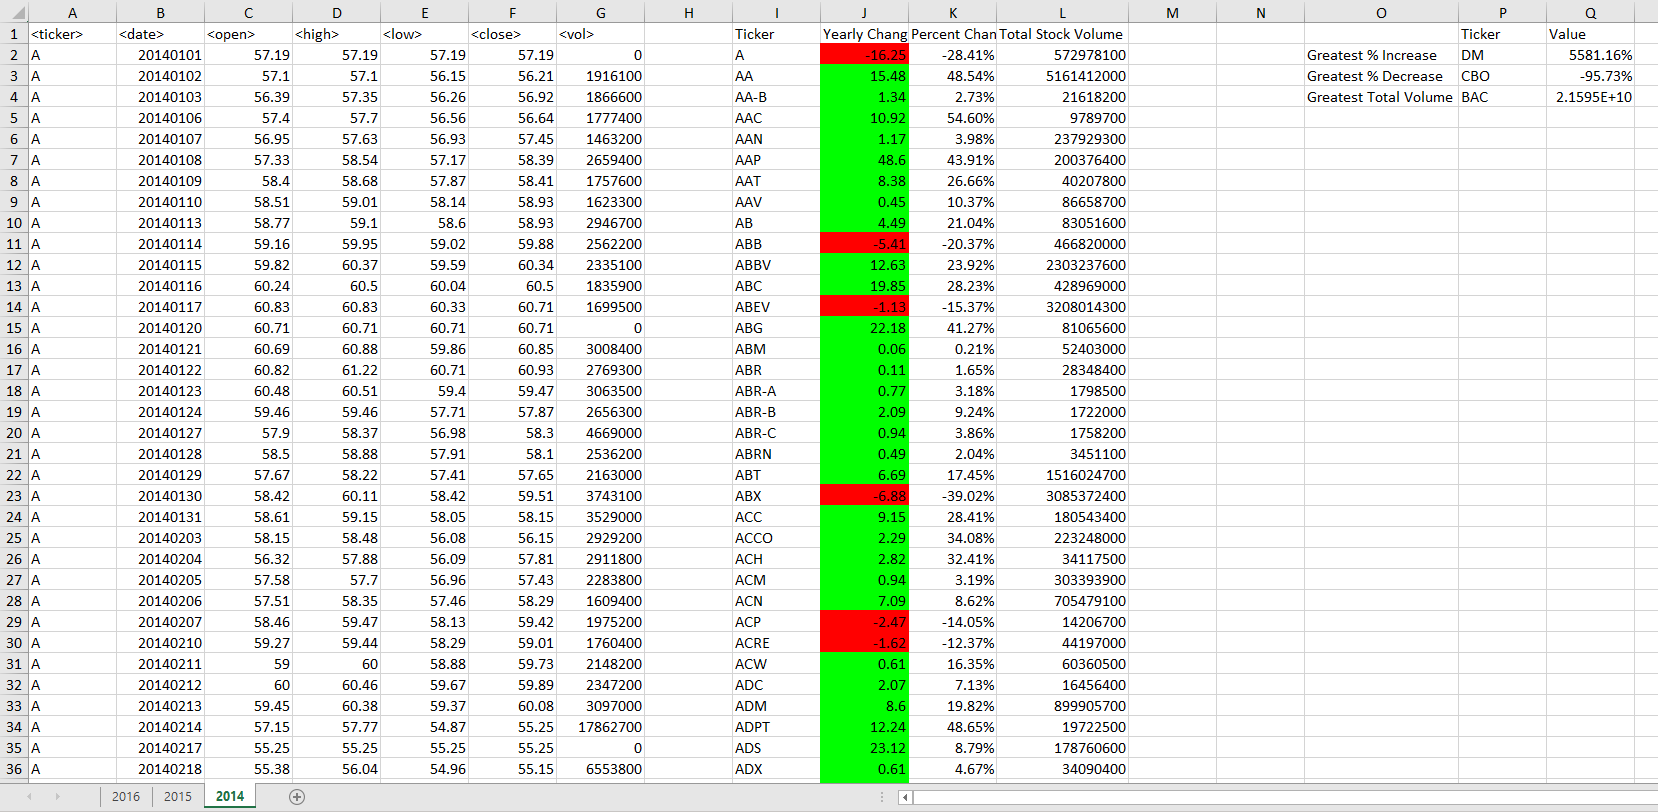 A B C D E F G H I J K L M N O P Q
1 <ticker> <date> <open> <high> <low> <close> <vol> Ticker Yearly Chang Percent Chan Total Stock Volume Ticker Value
2 A 20140101 57.19 57.19 57.19 57.19 0 A -16.25 -28.41% 572978100 Greatest % Increase DM 5581.16%
3 A 20140102 57.1 57.1 56.15 56.21 1916100 AA 15.48 48.54% 5161412000 Greatest % Decrease CBO -95.73%
4 A 20140103 56.39 57.35 56.26 56.92 1866600 AA-B 1.34 2.73% 21618200 Greatest Total Volume BAC 2.1595E+10
5 A 20140106 57.4 57.7 56.56 56.64 1777400 AAC 10.92 54.60% 9789700
6 A 20140107 56.95 57.63 56.93 57.45 1463200 AAN 1.17 3.98% 237929300
7 A 20140108 57.33 58.54 57.17 58.39 2659400 AAP 48.6 43.91% 200376400
8 A 20140109 58.4 58.68 57.87 58.41 1757600 AAT 8.38 26.66% 40207800
9 A 20140110 58.51 59.01 58.14 58.93 1623300 AAV 0.45 10.37% 86658700
10 A 20140113 58.77 59.1 58.6 58.93 2946700 AB 4.49 21.04% 83051600
11 A 20140114 59.16 59.95 59.02 59.88 2562200 ABB -5.41 -20.37% 466820000
12 A 20140115 59.82 60.37 59.59 60.34 2335100 ABBV 12.63 23.92% 2303237600
13 A 20140116 60.24 60.5 60.04 60.5 1835900 ABC 19.85 28.23% 428969000
14 A 20140117 60.83 60.83 60.33 60.71 1699500 ABEV -1.13 -15.37% 3208014300
15 A 20140120 60.71 60.71 60.71 60.71 0 ABG 22.18 41.27% 81065600
16 A 20140121 60.69 60.88 59.86 60.85 3008400 ABM 0.06 0.21% 52403000
17 A 20140122 60.82 61.22 60.71 60.93 2769300 ABR 0.11 1.65% 28348400
18 A 20140123 60.48 60.51 59.4 59.47 3063500 ABR-A 0.77 3.18% 1798500
19 A 20140124 59.46 59.46 57.71 57.87 2656300 ABR-B 2.09 9.24% 1722000
20 A 20140127 57.9 58.37 56.98 58.3 4669000 ABR-C 0.94 3.86% 1758200
21 A 20140128 58.5 58.88 57.91 58.1 2536200 ABRN 0.49 2.04% 3451100
22 A 20140129 57.67 58.22 57.41 57.65 2163000 ABT 6.69 17.45% 1516024700
23 A 20140130 58.42 60.11 58.42 59.51 3743100 ABX -6.88 -39.02% 3085372400
24 A 20140131 58.61 59.15 58.05 58.15 3529000 ACC 9.15 28.41% 180543400
25 A 20140203 58.15 58.48 56.08 56.15 2929200 ACCO 2.29 34.08% 223248000
26 A 20140204 56.32 57.88 56.09 57.81 2911800 ACH 2.82 32.41% 34117500
27 A 20140205 57.58 57.7 56.96 57.43 2283800 ACM 0.94 3.19% 303393900
28 A 20140206 57.51 58.35 57.46 58.29 1609400 ACN 7.09 8.62% 705479100
29 A 20140207 58.46 59.47 58.13 59.42 1975200 ACP -2.47 -14.05% 14206700
30 A 20140210 59.27 59.44 58.29 59.01 1760400 ACRE -1.62 -12.37% 44197000
31 A 20140211 59 60 58.88 59.73 2148200 ACW 0.61 16.35% 60360500
32 A 20140212 60 60.46 59.67 59.89 2347200 ADC 2.07 7.13% 16456400
33 A 20140213 59.45 60.38 59.37 60.08 3097000 ADM 8.6 19.82% 899905700
34 A 20140214 57.15 57.77 54.87 55.25 17862700 ADPT 12.24 48.65% 19722500
35 A 20140217 55.25 55.25 55.25 55.25 0 ADS 23.12 8.79% 178760600
36 A 20140218 55.38 56.04 54.96 55.15 6553800 ADX 0.61 4.67% 34090400
2016 2015 2014